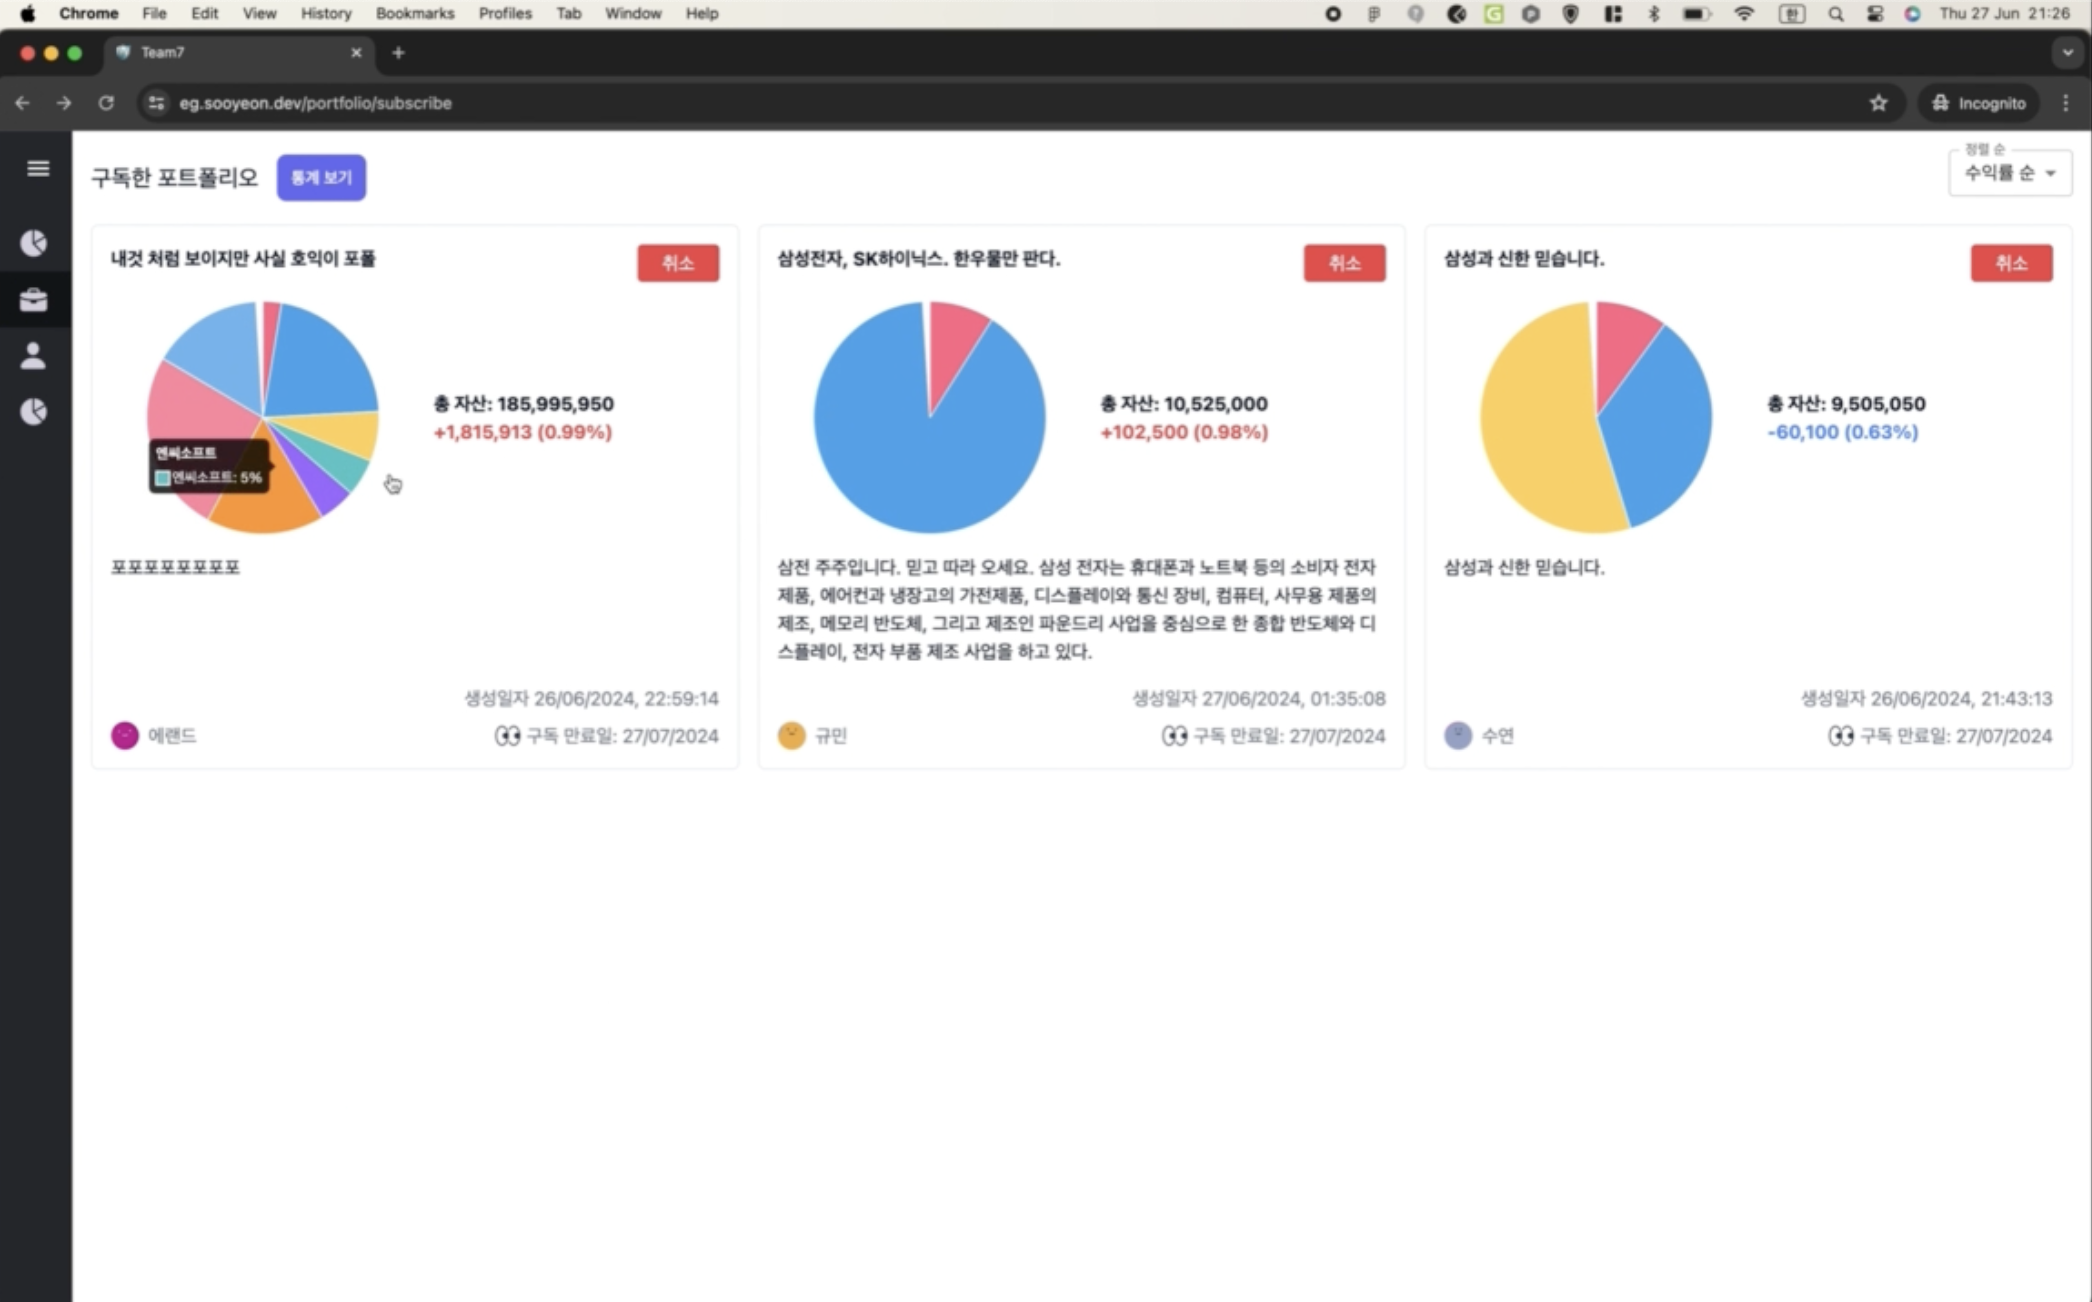 Chrome File Edit View History Bookmarks Profiles Tab Window Help
한
Thu 27 Jun 21:26
Team7
eg.sooyeon.dev/portfolio/subscribe
Incognito
구독한 포트폴리오
통계 보기
정렬 순
수익률 순
내것 처럼 보이지만 사실 호익이 포폴
취소
총 자산: 185,995,950
+1,815,913 (0.99%)
엔씨소프트
엔씨소프트: 5%
포포포포포포포포
생성일자 26/06/2024, 22:59:14
에랜드
구독 만료일: 27/07/2024
삼성전자, SK하이닉스. 한우물만 판다.
취소
총 자산: 10,525,000
+102,500 (0.98%)
삼전 주주입니다. 믿고 따라 오세요. 삼성 전자는 휴대폰과 노트북 등의 소비자 전자
제품, 에어컨과 냉장고의 가전제품, 디스플레이와 통신 장비, 컴퓨터, 사무용 제품의
제조, 메모리 반도체, 그리고 제조인 파운드리 사업을 중심으로 한 종합 반도체와 디
스플레이, 전자 부품 제조 사업을 하고 있다.
생성일자 27/06/2024, 01:35:08
규민
구독 만료일: 27/07/2024
삼성과 신한 믿습니다.
취소
총 자산: 9,505,050
-60,100 (0.63%)
삼성과 신한 믿습니다.
생성일자 26/06/2024, 21:43:13
수연
구독 만료일: 27/07/2024